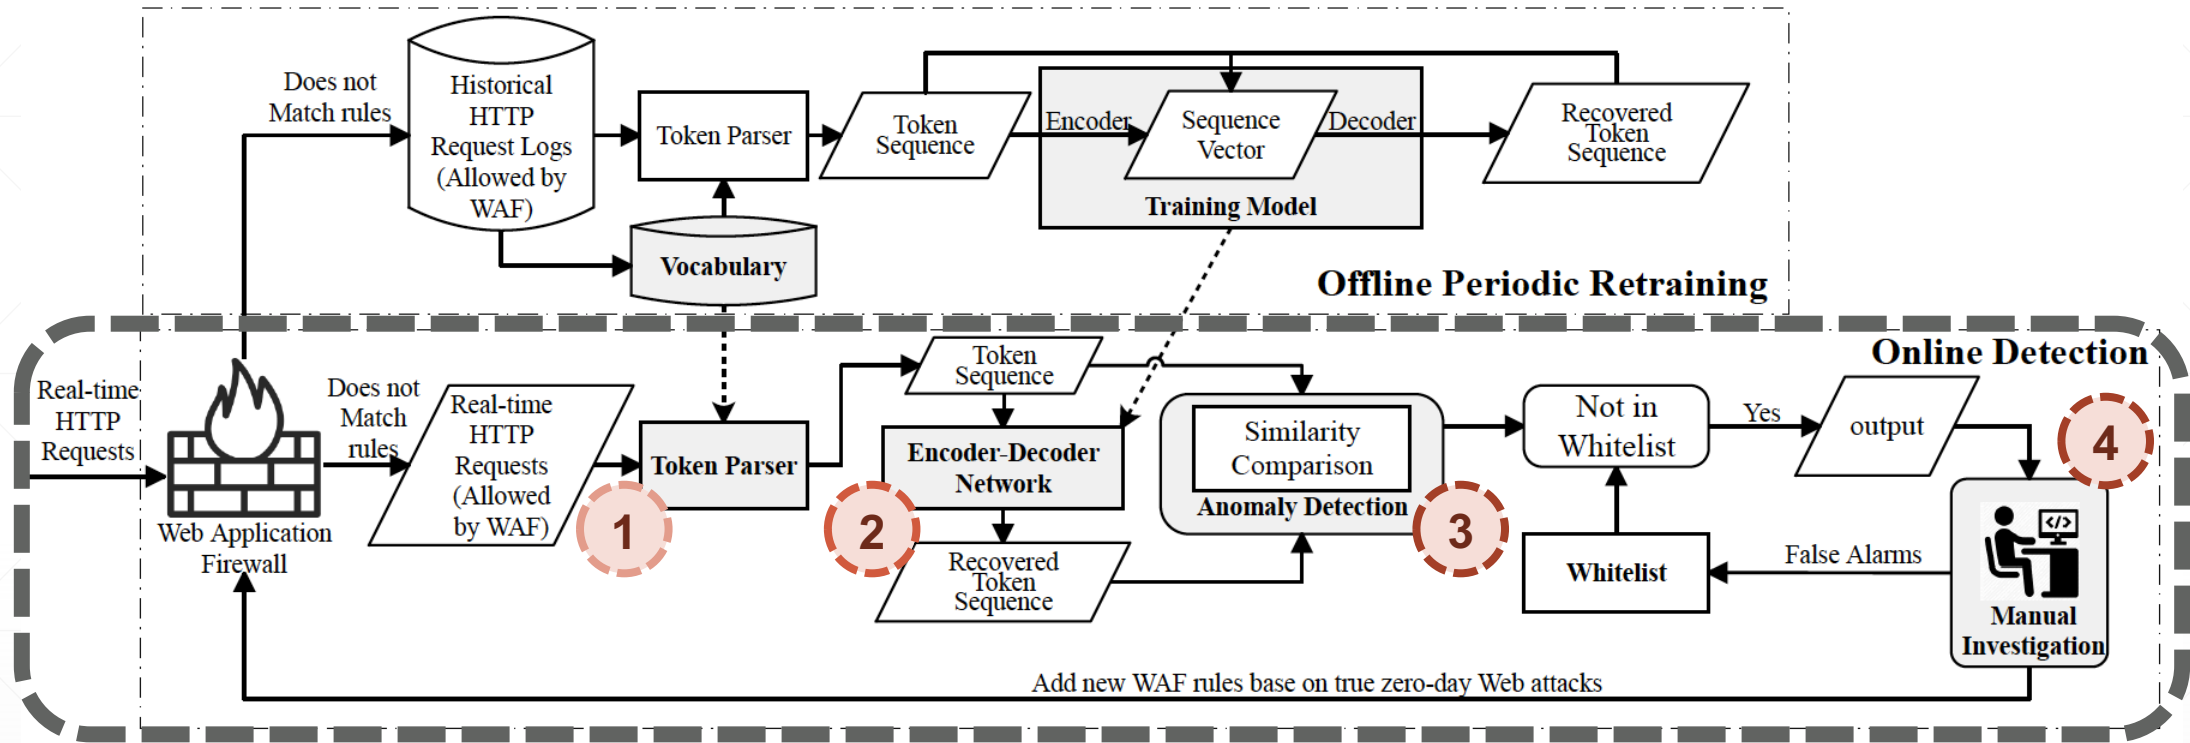 Does not
Match rules
Historical
HTTP
Request Logs
(Allowed by
WAF)
Token Parser
Token
Sequence
Encoder
Sequence
Vector
Decoder
Recovered
Token
Sequence
Training Model
Vocabulary
Offline Periodic Retraining
Online Detection
Real-time
HTTP
Requests
Web Application
Firewall
Does not
Match
rules
Real-time
HTTP
Requests
(Allowed
by WAF)
1
Token Parser
Token
Sequence
Encoder-Decoder
Network
2
Recovered
Token
Sequence
Similarity
Comparison
Anomaly Detection
3
Not in
Whitelist
Yes
output
4
Whitelist
False Alarms
</>
Manual
Investigation
Add new WAF rules base on true zero-day Web attacks